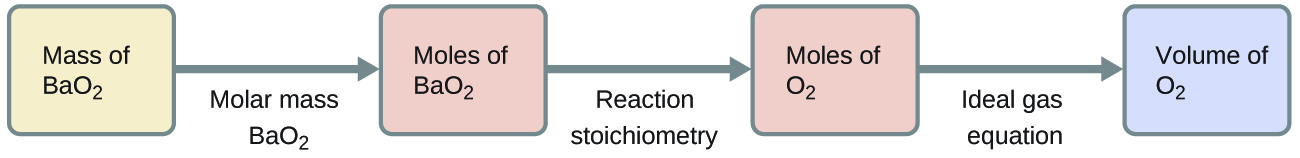 Mass of
BaO₂
Molar mass
BaO₂
Moles of
BaO₂
Reaction
stoichiometry
Moles of
O₂
Ideal gas
equation
Volume of
O₂